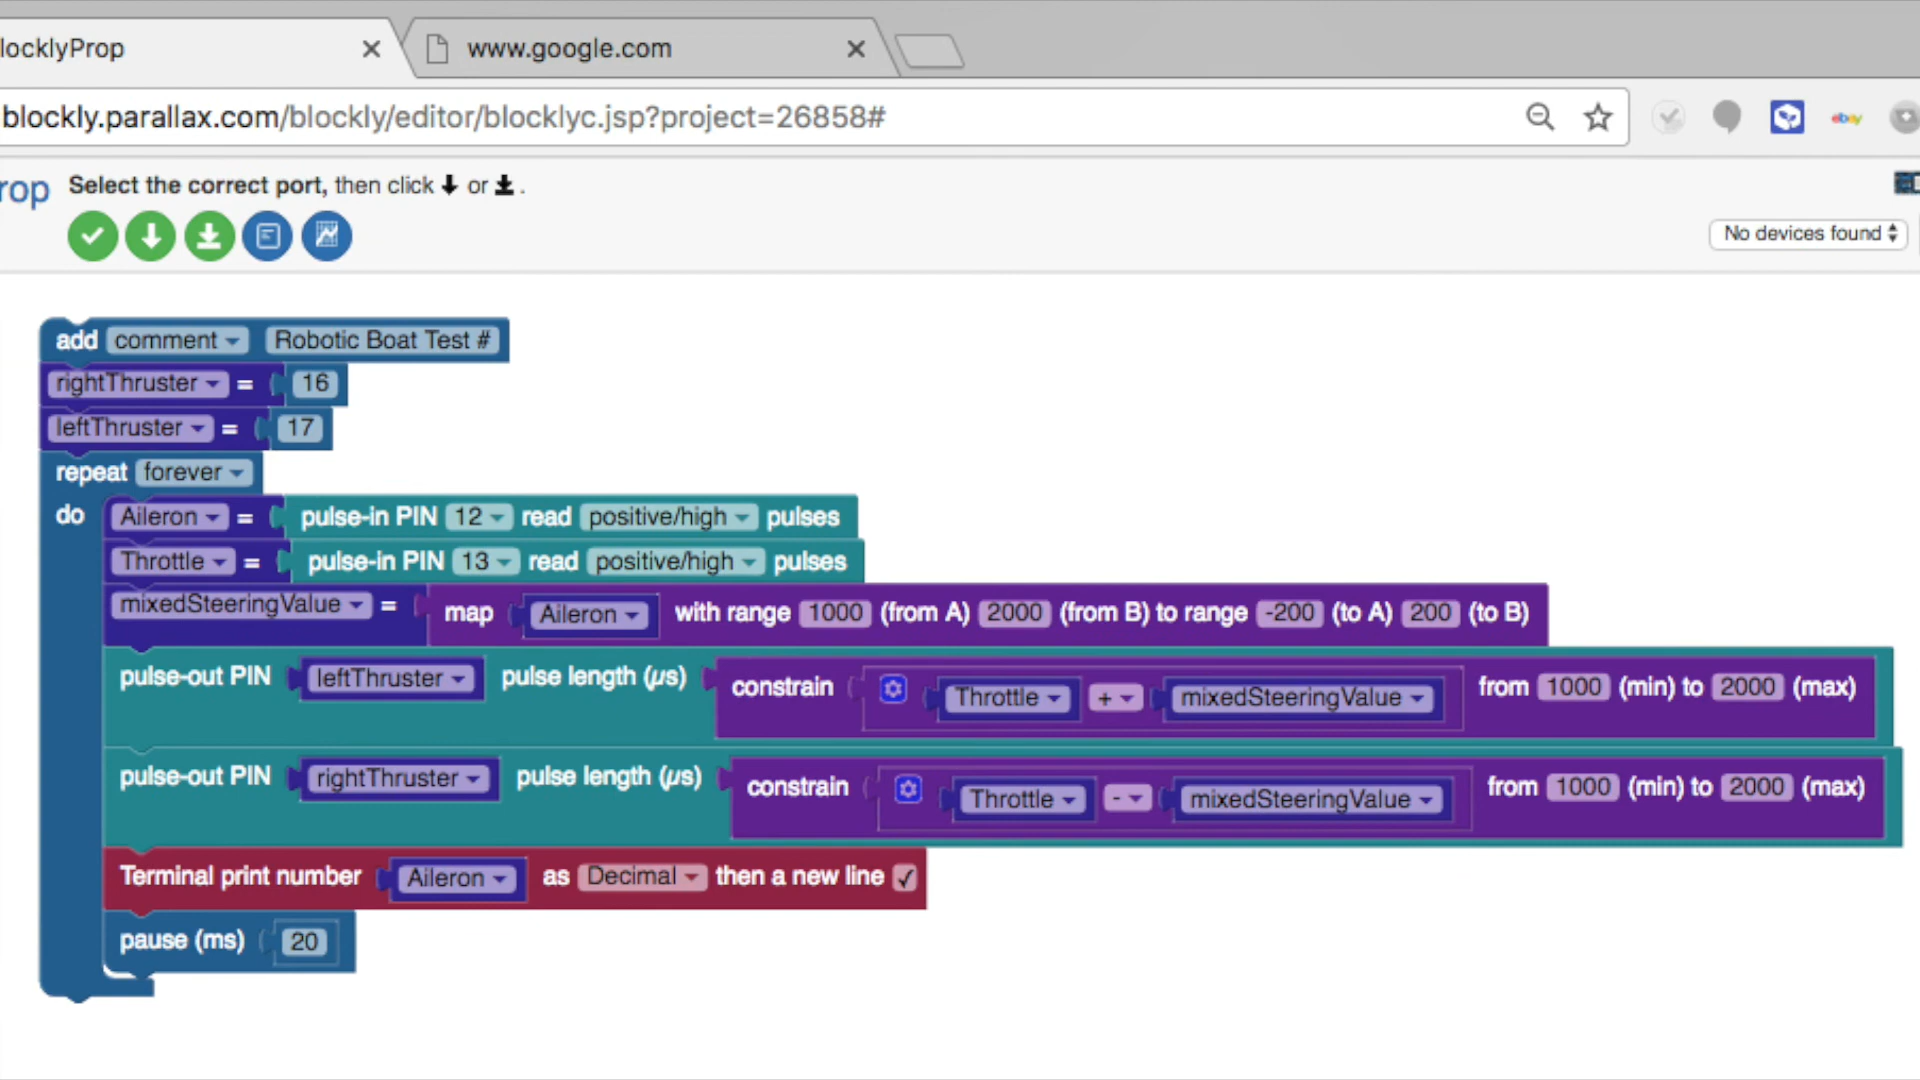 locklyProp
www.google.com
blockly.parallax.com/blockly/editor/blocklyc.jsp?project=26858#
ebay
rop
Select the correct port, then click or .
No devices found
add comment Robotic Boat Test #
rightThruster = 16
leftThruster = 17
repeat forever
do Aileron = pulse-in PIN 12 read positive/high pulses
Throttle = pulse-in PIN 13 read positive/high pulses
mixedSteeringValue = map Aileron with range 1000 (from A) 2000 (from B) to range -200 (to A) 200 (to B)
pulse-out PIN leftThruster pulse length (µs) constrain Throttle + mixedSteeringValue from 1000 (min) to 2000 (max)
pulse-out PIN rightThruster pulse length (µs) constrain Throttle - mixedSteeringValue from 1000 (min) to 2000 (max)
Terminal print number Aileron as Decimal then a new line ✓
pause (ms) 20